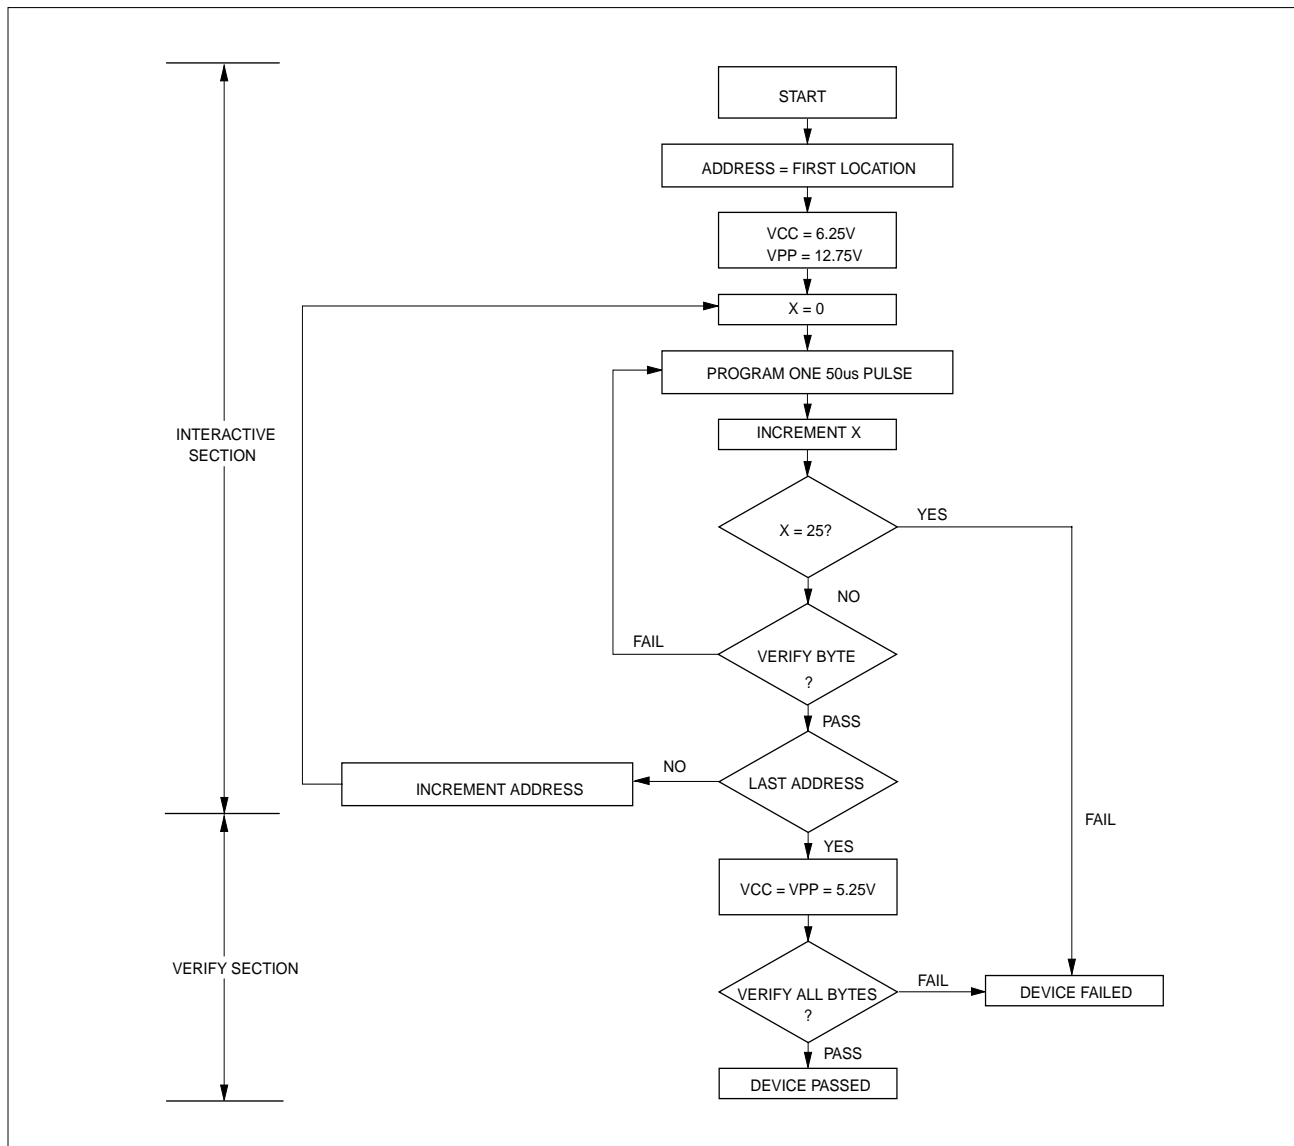 START
ADDRESS = FIRST LOCATION
VCC = 6.25V
VPP = 12.75V
X = 0
PROGRAM ONE 50us PULSE
INCREMENT X
INTERACTIVE
SECTION
X = 25?
YES
NO
FAIL
VERIFY BYTE
?
PASS
NO
LAST ADDRESS
INCREMENT ADDRESS
FAIL
YES
VCC = VPP = 5.25V
VERIFY SECTION
VERIFY ALL BYTES
?
FAIL
DEVICE FAILED
PASS
DEVICE PASSED